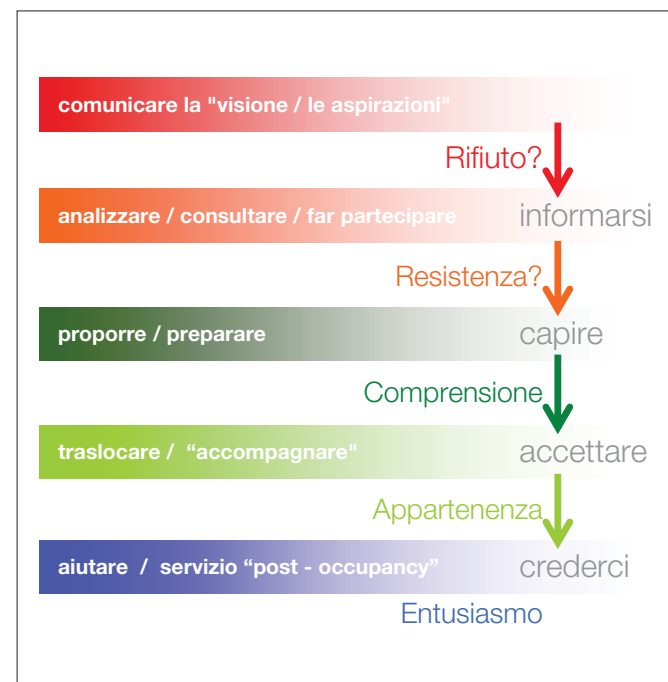 comunicare la "visione / le aspirazioni"
Rifiuto?
analizzare / consultare / far partecipare informarsi
Resistenza?
proporre / preparare capire
Comprensione
traslocare / “accompagnare" accettare
Appartenenza
aiutare / servizio “post - occupancy” crederci
Entusiasmo